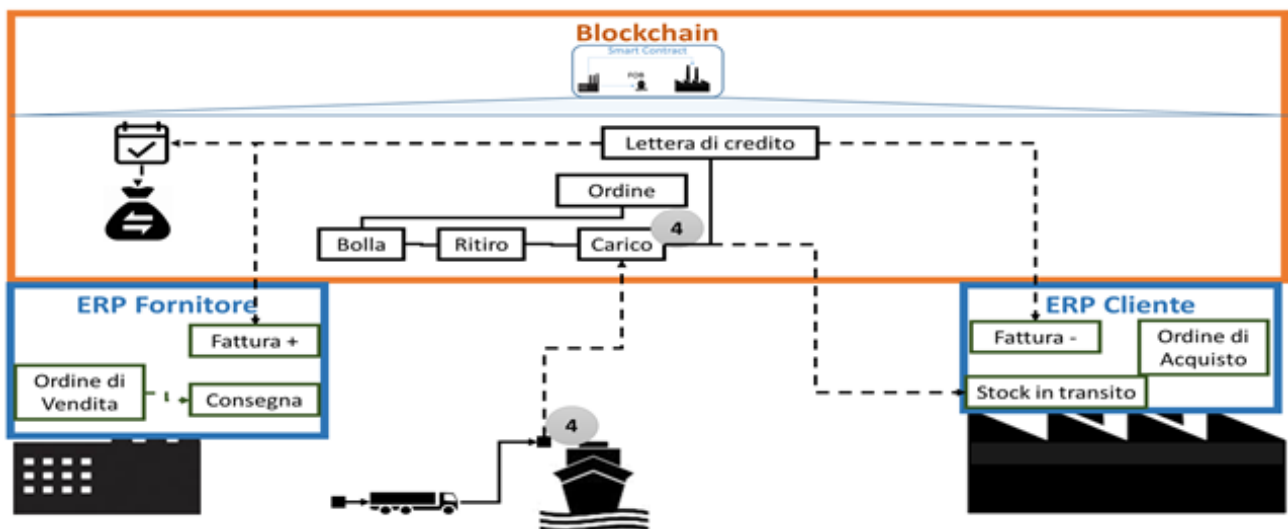 Blockchain
Smart Contract
FOB
Lettera di credito
Ordine
4
Bolla
Ritiro
Carico
ERP Fornitore
Fattura +
Ordine di
Vendita
Consegna
ERP Cliente
Fattura -
Ordine di
Acquisto
Stock in transito
4